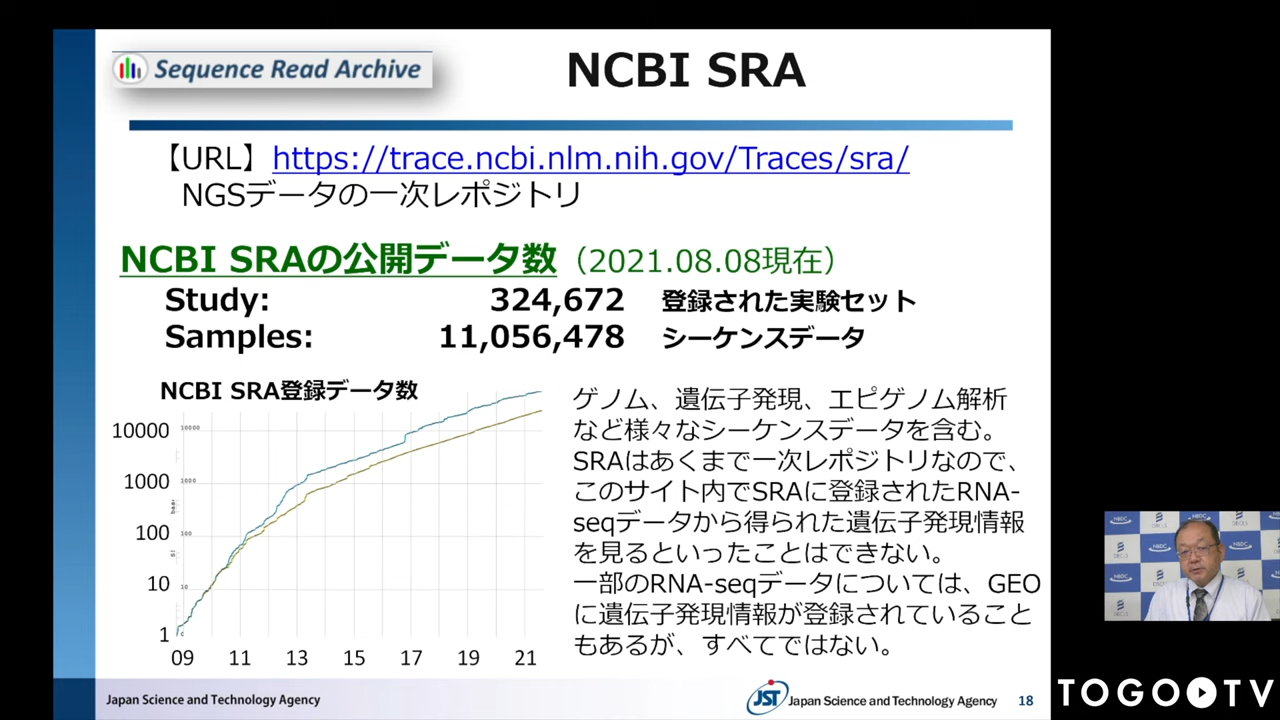 Sequence Read Archive
NCBI SRA
【URL】https://trace.ncbi.nlm.nih.gov/Traces/sra/
NGSデータの一次レポジトリ
NCBI SRAの公開データ数（2021.08.08現在）
Study: 324,672 登録された実験セット
Samples: 11,056,478 シーケンスデータ
NCBI SRA登録データ数
10000
1000
100
10
1
10000
1000
100
10
09 11 13 15 17 19 21
ゲノム、遺伝子発現、エピゲノム解析
など様々なシーケンスデータを含む。
SRAはあくまで一次レポジトリなので、
このサイト内でSRAに登録されたRNA-
seqデータから得られた遺伝子発現情報
を見るといったことはできない。
一部のRNA-seqデータについては、GEO
に遺伝子発現情報が登録されていること
もあるが、すべてではない。
Japan Science and Technology Agency
JST Japan Science and Technology Agency
18
NBDC
TOGO TV